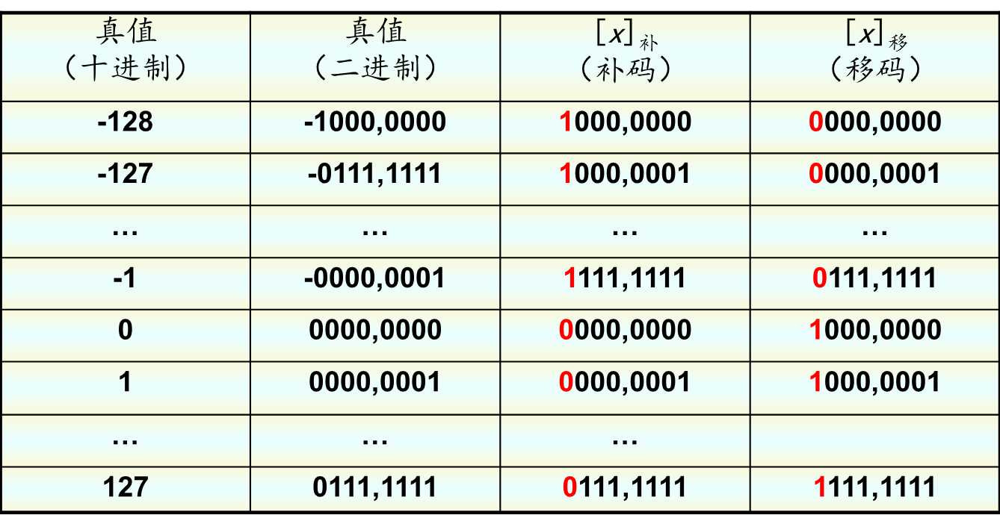 真值 真值 [x]补 [x]移
（十进制） （二进制） （补码） （移码）
-128 -1000,0000 1000,0000 0000,0000
-127 -0111,1111 1000,0001 0000,0001
… … … …
-1 -0000,0001 1111,1111 0111,1111
0 0000,0000 0000,0000 1000,0000
1 0000,0001 0000,0001 1000,0001
… … …
127 0111,1111 0111,1111 1111,1111